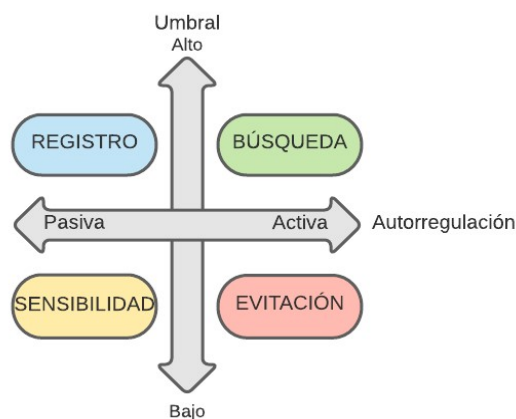 Umbral
Alto
REGISTRO
BÚSQUEDA
Pasiva
Activa
Autorregulación
SENSIBILIDAD
EVITACIÓN
Bajo